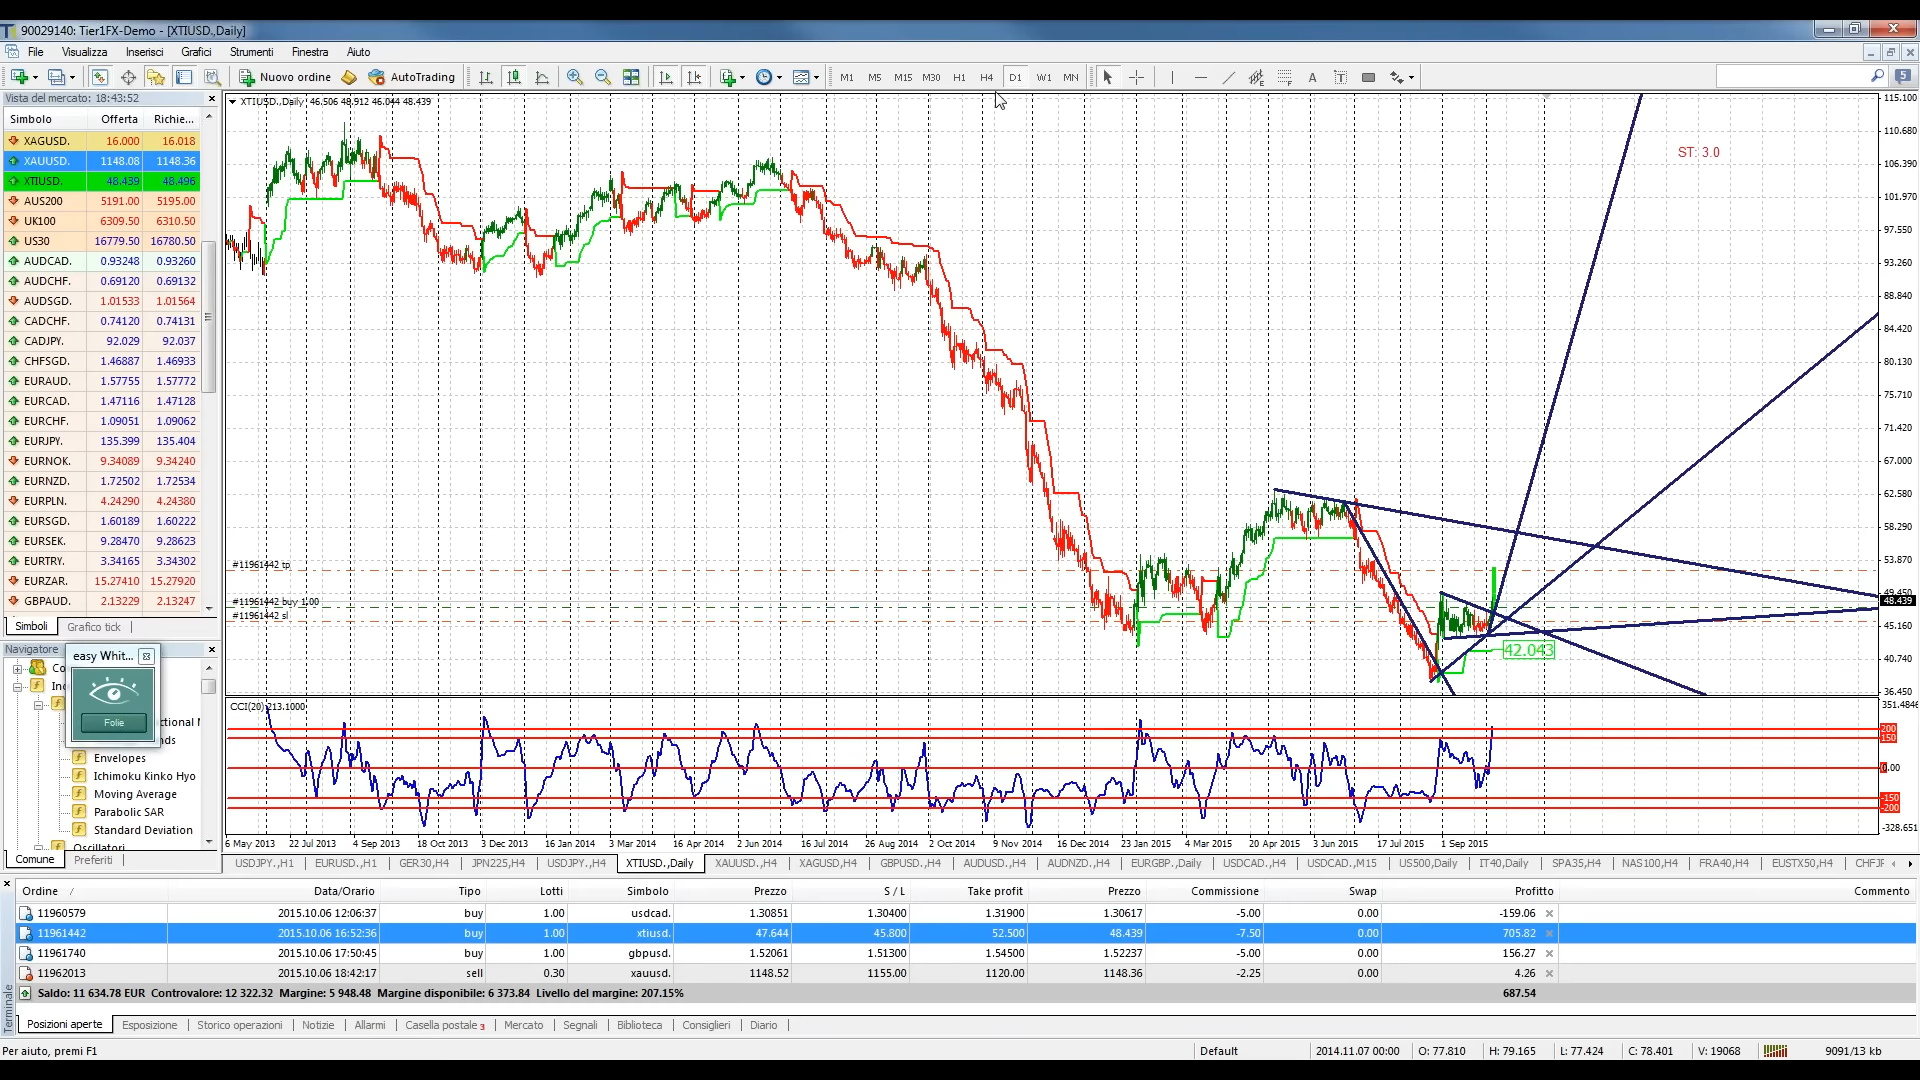 90029140: Tier1FX-Demo - [XTIUSD.,Daily]
File Visualizza Inserisci Grafici Strumenti Finestra Aiuto
Nuovo ordine AutoTrading M1 M5 M15 M30 H1 H4 D1 W1 MN A T 5
Vista del mercato: 18:43:52
Simbolo Offerta Richie...
XAGUSD. 16.000 16.018
XAUUSD. 1148.08 1148.36
XTIUSD. 48.439 48.496
AUS200 5191.00 5195.00
UK100 6309.50 6310.50
US30 16779.50 16780.50
AUDCAD. 0.93248 0.93260
AUDCHF. 0.69120 0.69132
AUDSGD. 1.01533 1.01564
CADCHF. 0.74120 0.74131
CADJPY. 92.029 92.037
CHFSGD. 1.46887 1.46933
EURAUD. 1.57755 1.57772
EURCAD. 1.47116 1.47128
EURCHF. 1.09051 1.09062
EURJPY. 135.399 135.404
EURNOK. 9.34089 9.34240
EURNZD. 1.72502 1.72534
EURPLN. 4.24290 4.24380
EURSGD. 1.60189 1.60222
EURSEK. 9.28470 9.28623
EURTRY. 3.34165 3.34302
EURZAR. 15.27410 15.27920
GBPAUD. 2.13229 2.13247
Simboli Grafico tick
Navigatore
easy Whit...
Folie
Envelopes
Ichimoku Kinko Hyo
Moving Average
Parabolic SAR
Standard Deviation
Oscillatori
Comune Preferiti
XTIUSD.,Daily 46.506 48.912 46.044 48.439
ST: 3.0
#11961442 tp
#11961442 buy 1.00
#11961442 sl
42.043
115.100
110.680
106.390
101.970
97.550
93.260
88.840
84.420
80.130
75.710
71.420
67.000
62.580
58.290
53.870
49.450
48.439
45.160
40.740
36.450
CCI(20) 213.1000
351.4846
200
150
0.00
-150
-200
-328.651
6 May 2013 22 Jul 2013 4 Sep 2013 18 Oct 2013 3 Dec 2013 16 Jan 2014 3 Mar 2014 16 Apr 2014 2 Jun 2014 16 Jul 2014 26 Aug 2014 2 Oct 2014 9 Nov 2014 16 Dec 2014 23 Jan 2015 4 Mar 2015 20 Apr 2015 3 Jun 2015 17 Jul 2015 1 Sep 2015
USDJPY.,H1 EURUSD.,H1 GER30,H4 JPN225,H4 USDJPY.,H4 XTIUSD.,Daily XAUUSD.,H4 XAGUSD.,H4 GBPUSD.,H4 AUDUSD.,H4 AUDNZD.,H4 EURGBP.,Daily USDCAD.,H4 USDCAD.,M15 US500,Daily IT40,Daily SPA35,H4 NAS100,H4 FRA40,H4 EUSTX50,H4 CHFJF
Ordine / Data/Orario Tipo Lotti Simbolo Prezzo S / L Take profit Prezzo Commissione Swap Profitto Commento
11960579 2015.10.06 12:06:37 buy 1.00 usdcad. 1.30851 1.30400 1.31900 1.30617 -5.00 0.00 -159.06
11961442 2015.10.06 16:52:36 buy 1.00 xtiusd. 47.644 45.800 52.500 48.439 -7.50 0.00 705.82
11961740 2015.10.06 17:50:45 buy 1.00 gbpusd. 1.52061 1.51300 1.54500 1.52237 -5.00 0.00 156.27
11962013 2015.10.06 18:42:17 sell 0.30 xauusd. 1148.52 1155.00 1120.00 1148.36 -2.25 0.00 4.26
Saldo: 11 634.78 EUR Controvalore: 12 322.32 Margine: 5 948.48 Margine disponibile: 6 373.84 Livello del margine: 207.15% 687.54
Terminale
Posizioni aperte Esposizione Storico operazioni Notizie Allarmi Casella postale 3 Mercato Segnali Biblioteca Consiglieri Diario
Per aiuto, premi F1 Default 2014.11.07 00:00 O: 77.810 H: 79.165 L: 77.424 C: 78.401 V: 19068 9091/13 kb